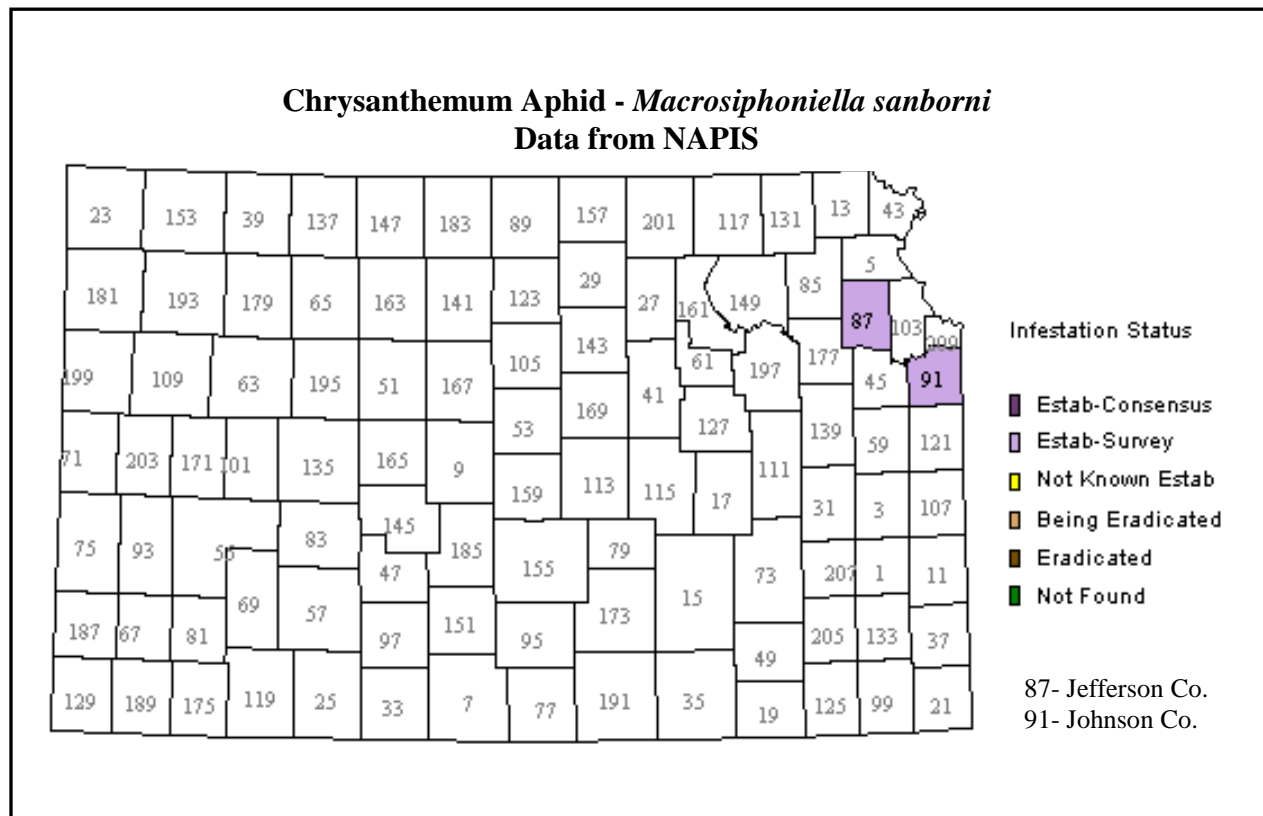 Chrysanthemum Aphid - Macrosiphoniella sanborni
Data from NAPIS
23 153 39 137 147 183 89 157 201 117 131 13 43
181 193 179 65 163 141 123 29 27 161 149 85 5
87 103 209
199 109 63 195 51 167 105 143 41 61 197 177 45 91
71 203 171 101 135 165 9 53 169 127 111 139 59 121
159 113 115 17 31 3 107
75 93 55 83 145 185 155 79 73 207 1 11
69 57 47 15
187 67 81 97 151 95 173 49 205 133 37
129 189 175 119 25 33 7 77 191 35 19 125 99 21
Infestation Status
Estab-Consensus
Estab-Survey
Not Known Estab
Being Eradicated
Eradicated
Not Found
87- Jefferson Co.
91- Johnson Co.